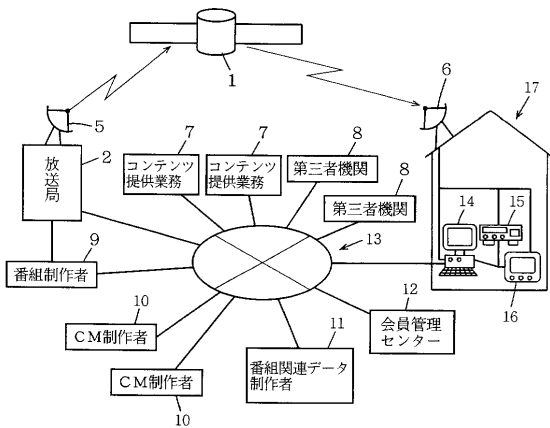 1
6
17
5
7
7
8
放送局
2
コンテンツ
提供業務
コンテンツ
提供業務
第三者機関
8
14
15
第三者機関
9
13
番組制作者
16
10
12
ＣＭ制作者
会員管理
センター
11
ＣＭ制作者
番組関連データ
制作者
10